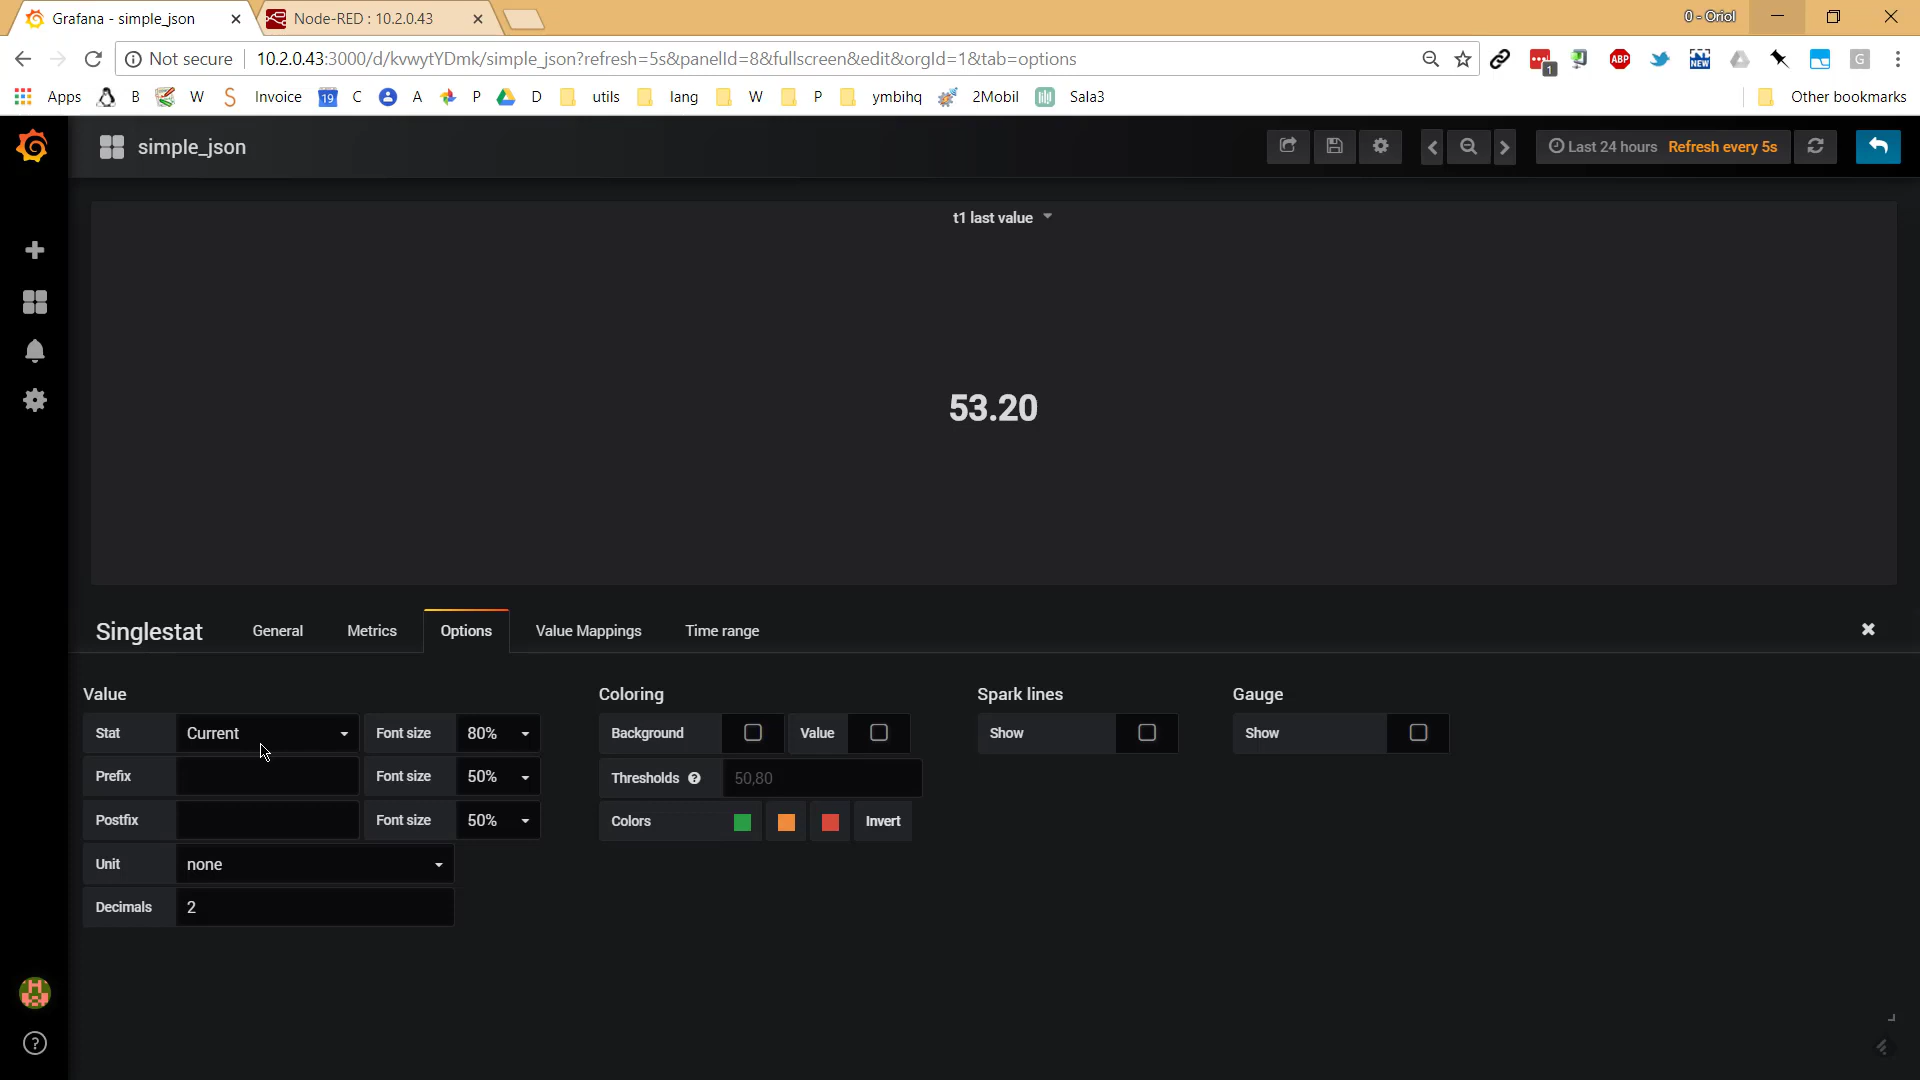 Grafana - simple_json
Node-RED : 10.2.0.43
0 - Oriol
Not secure
10.2.0.43:3000/d/kvwytYDmk/simple_json?refresh=5s&panelId=8&fullscreen&edit&orgId=1&tab=options
1
ABP
NEW
G
Apps B W S Invoice 19 C A P D utils lang W P ymbihq 2Mobil Sala3 Other bookmarks
simple_json
Last 24 hours Refresh every 5s
t1 last value
53.20
Singlestat General Metrics Options Value Mappings Time range
Value Coloring Spark lines Gauge
Stat Current Font size 80% Background Value Show Show
Prefix Font size 50% Thresholds ? 50,80
Postfix Font size 50% Colors Invert
Unit none
Decimals 2
?